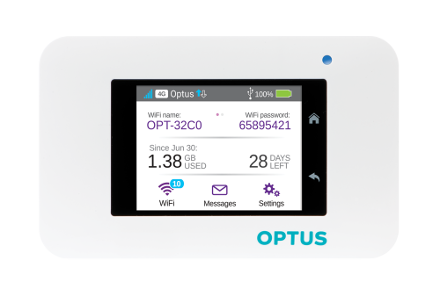 4G Optus 100%
WiFi name: WiFi password:
OPT-32C0 65895421
Since Jun 30:
1.38 GB USED 28 DAYS LEFT
10
WiFi Messages Settings
OPTUS